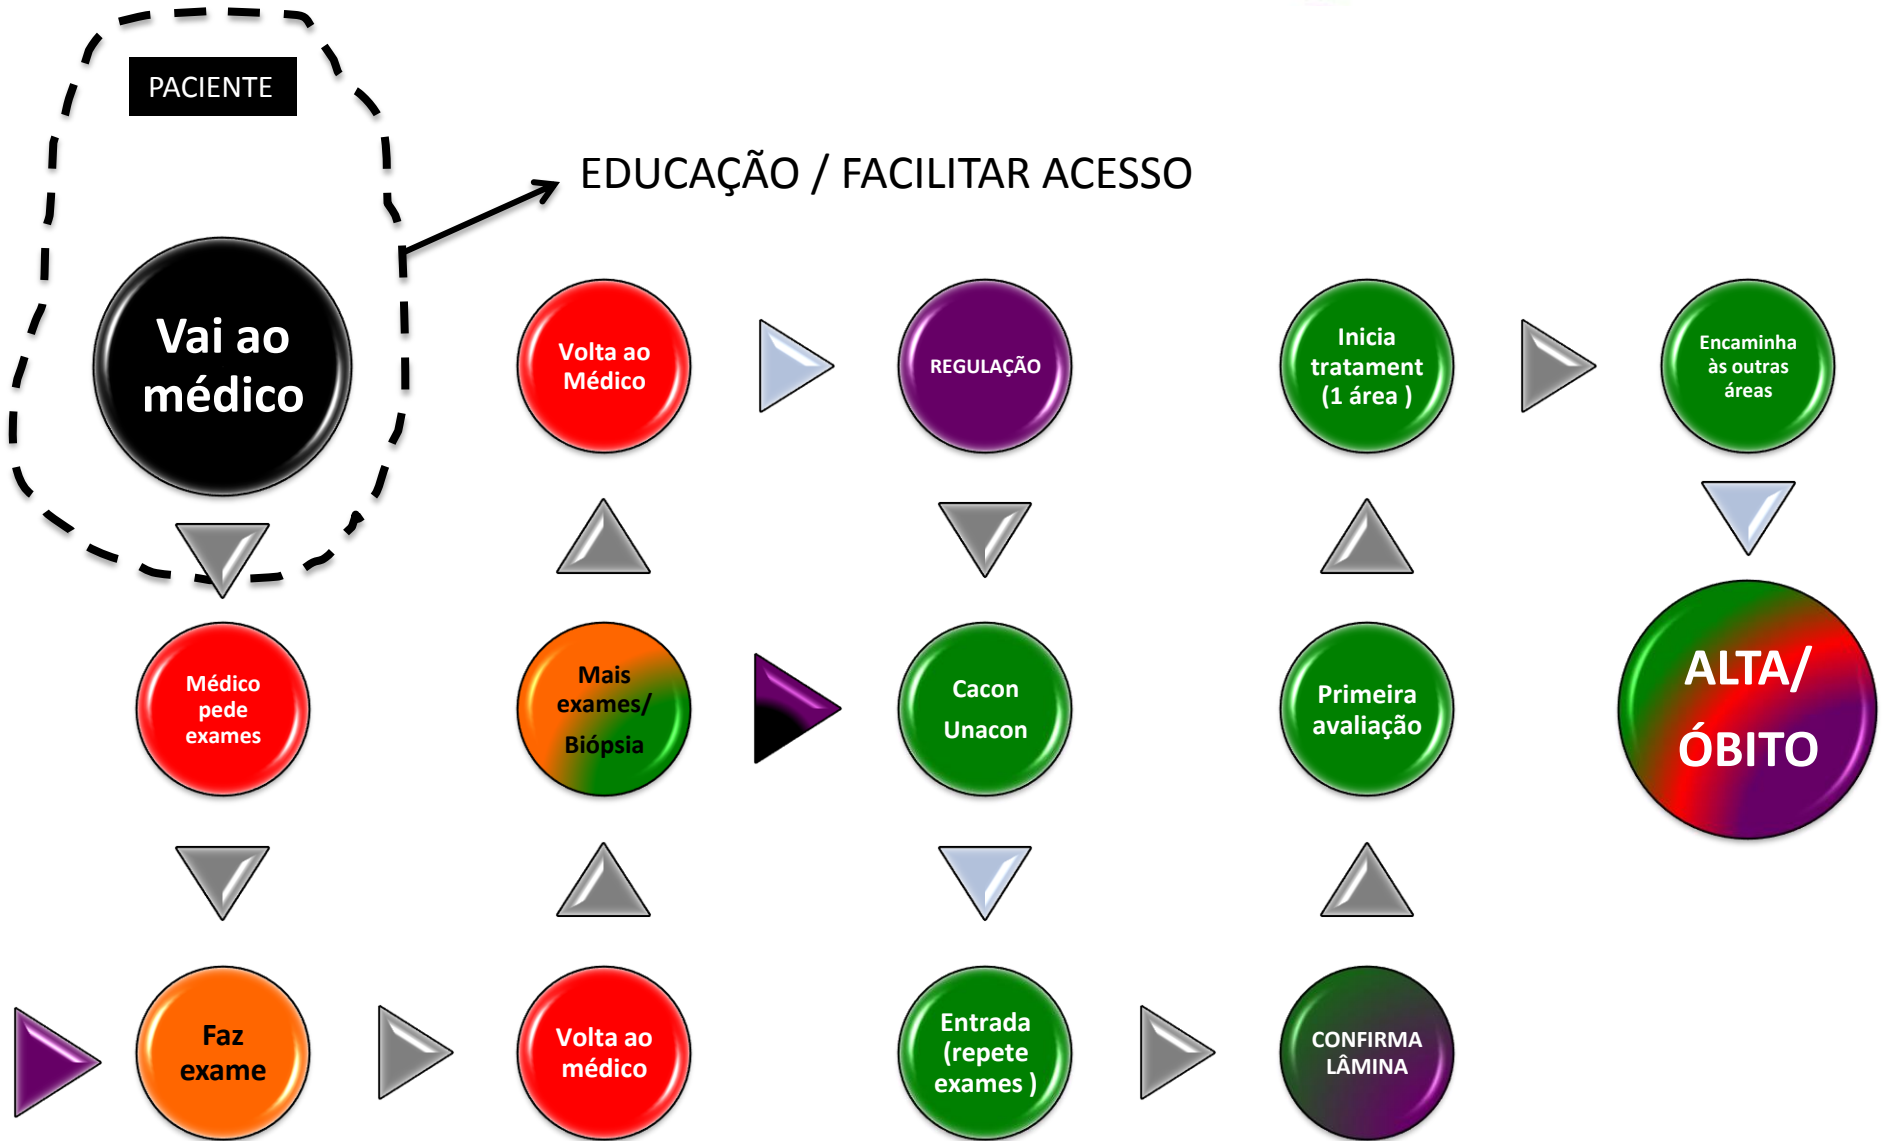 PACIENTE
EDUCAÇÃO / FACILITAR ACESSO
Vai ao
médico
Médico
pede
exames
Faz
exame
Volta ao
médico
Mais
exames/
Biópsia
Volta ao
Médico
REGULAÇÃO
Cacon
Unacon
Entrada
(repete
exames )
CONFIRMA
LÂMINA
Primeira
avaliação
Inicia
tratament
(1 área )
Encaminha
às outras
áreas
ALTA/
ÓBITO